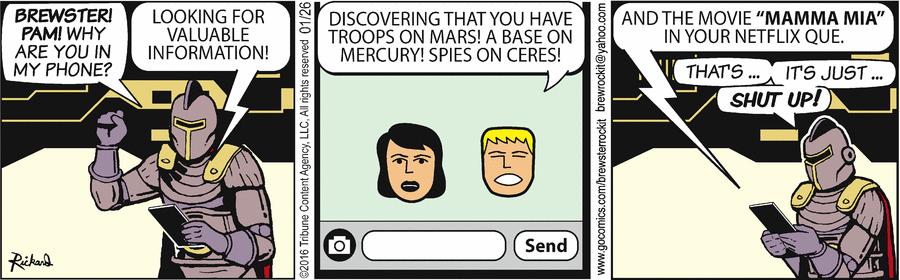 BREWSTER!
PAM! WHY
ARE YOU IN
MY PHONE?
LOOKING FOR
VALUABLE
INFORMATION!
Rickard
©2016 Tribune Content Agency, LLC, All rights reserved 01/26
DISCOVERING THAT YOU HAVE
TROOPS ON MARS! A BASE ON
MERCURY! SPIES ON CERES!
Send
www.gocomics.com/brewsterrockit brewrockit@yahoo.com
AND THE MOVIE “MAMMA MIA”
IN YOUR NETFLIX QUE.
THAT'S ...
IT'S JUST ...
SHUT UP!